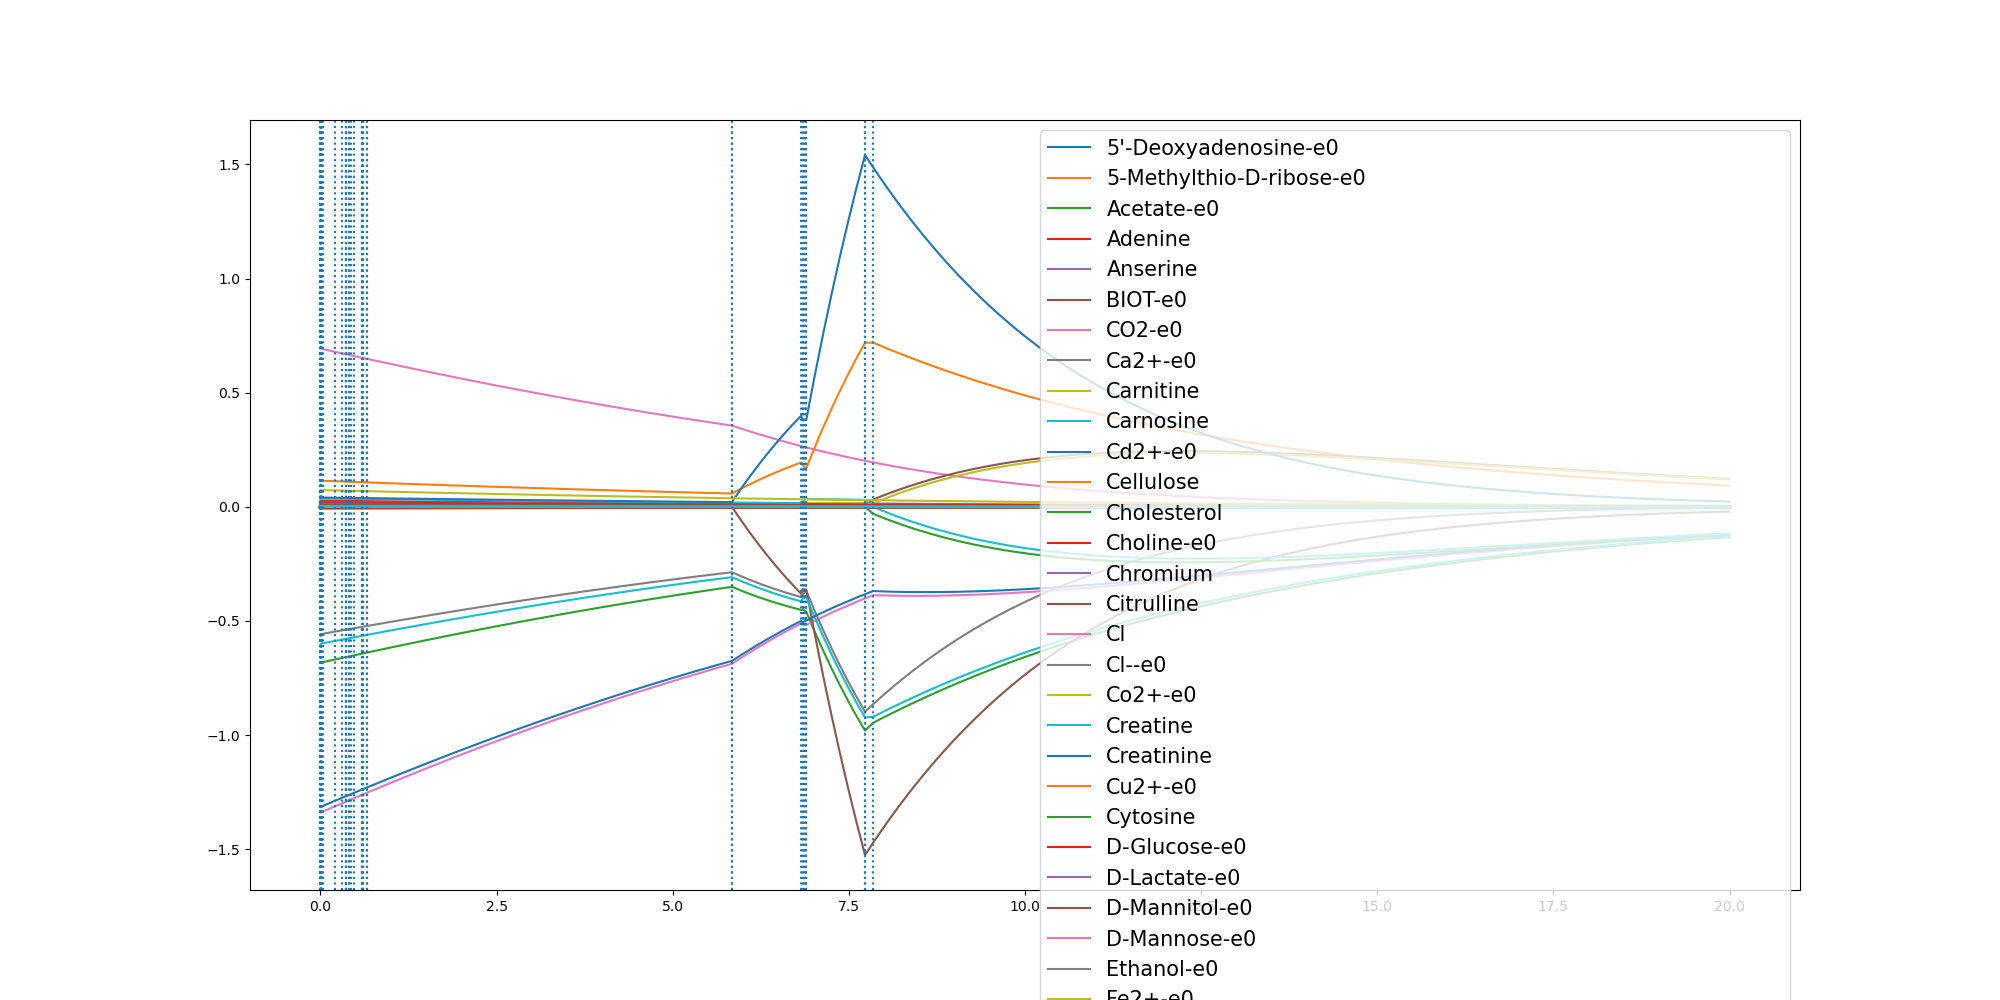 1.5
1.0
0.5
0.0
−0.5
−1.0
−1.5
0.0
2.5
5.0
7.5
10.0
15.0
17.5
20.0
5'-Deoxyadenosine-e0
5-Methylthio-D-ribose-e0
Acetate-e0
Adenine
Anserine
BIOT-e0
CO2-e0
Ca2+-e0
Carnitine
Carnosine
Cd2+-e0
Cellulose
Cholesterol
Choline-e0
Chromium
Citrulline
Cl
Cl--e0
Co2+-e0
Creatine
Creatinine
Cu2+-e0
Cytosine
D-Glucose-e0
D-Lactate-e0
D-Mannitol-e0
D-Mannose-e0
Ethanol-e0
Fe2+-e0